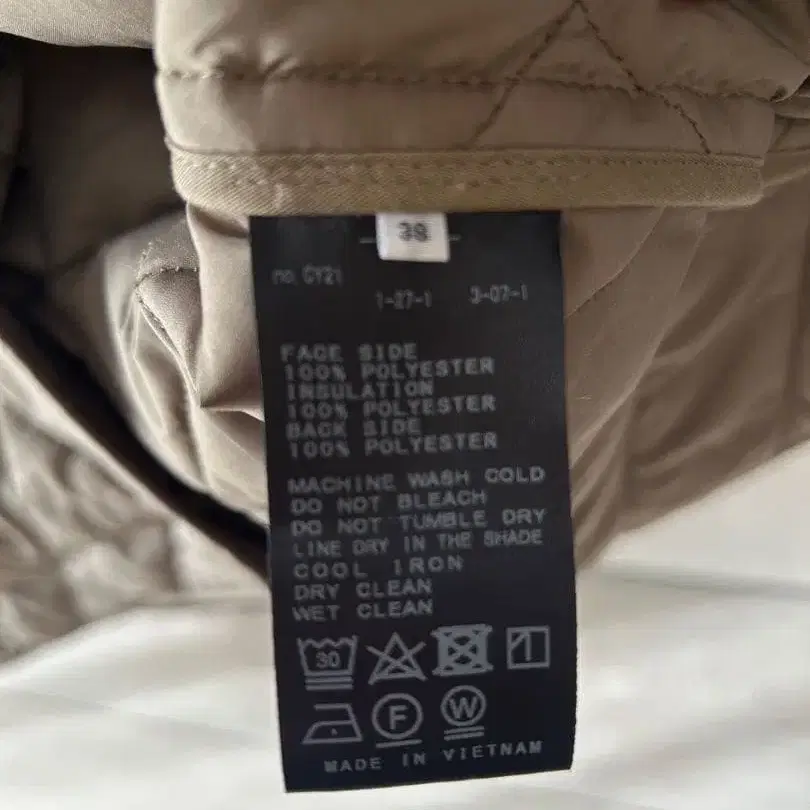 38
no. CY21
1-27-1 3-07-1
FACE SIDE
100% POLYESTER
INSULATION
100% POLYESTER
BACK SIDE
100% POLYESTER
MACHINE WASH COLD
DO NOT BLEACH
DO NOT TUMBLE DRY
LINE DRY IN THE SHADE
COOL IRON
DRY CLEAN
WET CLEAN
30
F W
MADE IN VIETNAM